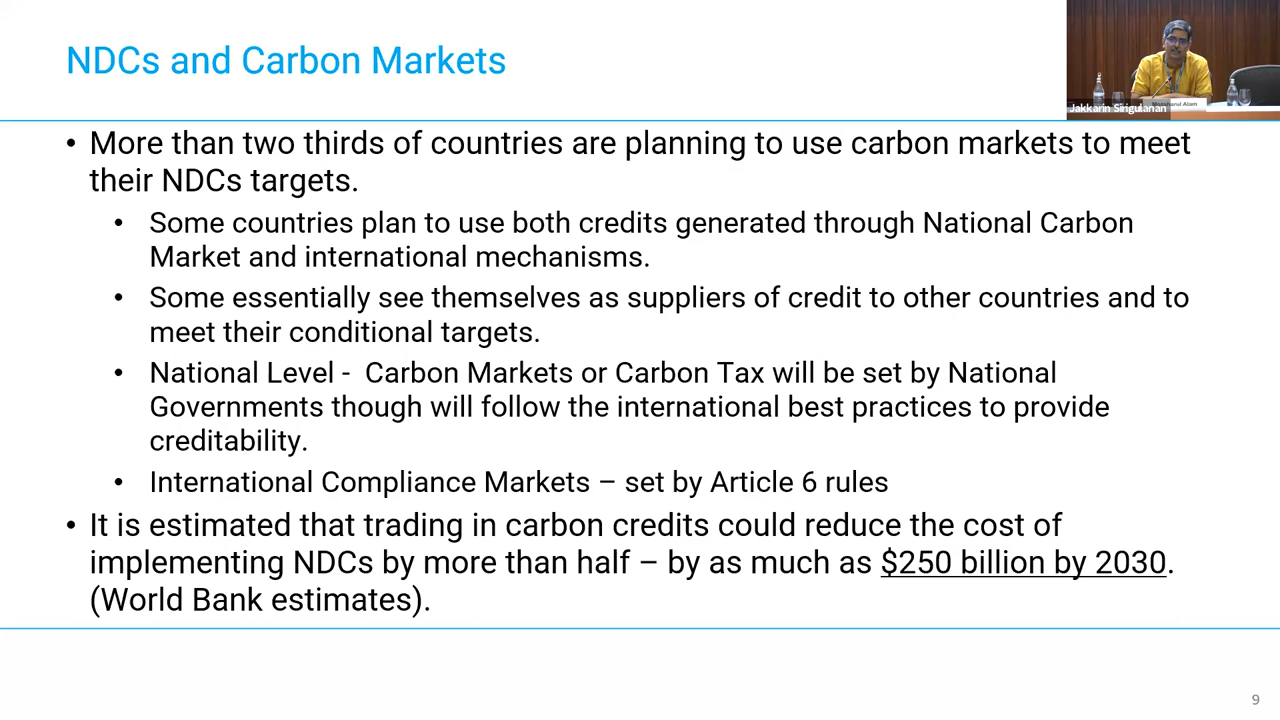 NDCs and Carbon Markets
Jakkarin Sirigulanan
• More than two thirds of countries are planning to use carbon markets to meet
their NDCs targets.
• Some countries plan to use both credits generated through National Carbon
Market and international mechanisms.
• Some essentially see themselves as suppliers of credit to other countries and to
meet their conditional targets.
• National Level - Carbon Markets or Carbon Tax will be set by National
Governments though will follow the international best practices to provide
creditability.
• International Compliance Markets – set by Article 6 rules
• It is estimated that trading in carbon credits could reduce the cost of
implementing NDCs by more than half – by as much as $250 billion by 2030.
(World Bank estimates).
9